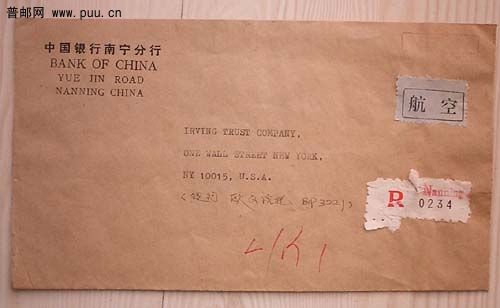 普邮网 www.puu.cn
中国银行南宁分行
BANK OF CHINA
YUE JIN ROAD
NANNING CHINA
航空
IRVING TRUST COMPANY,
ONE WALL STREET NEW YORK,
NY 10015, U.S.A.
R
Nanning
0234